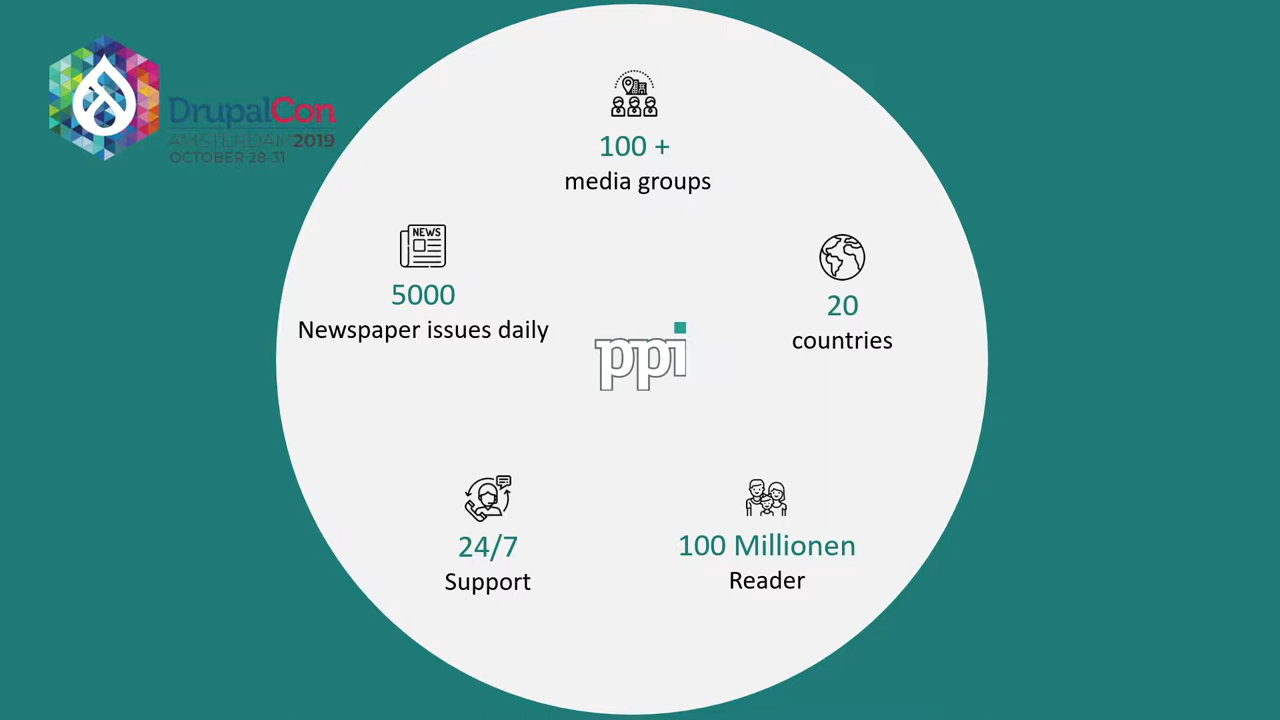 DrupalCon
AMSTERDAM 2019
OCTOBER 28-31
100 +
media groups
NEWS
5000
Newspaper issues daily
20
countries
ppi
24/7
Support
100 Millionen
Reader